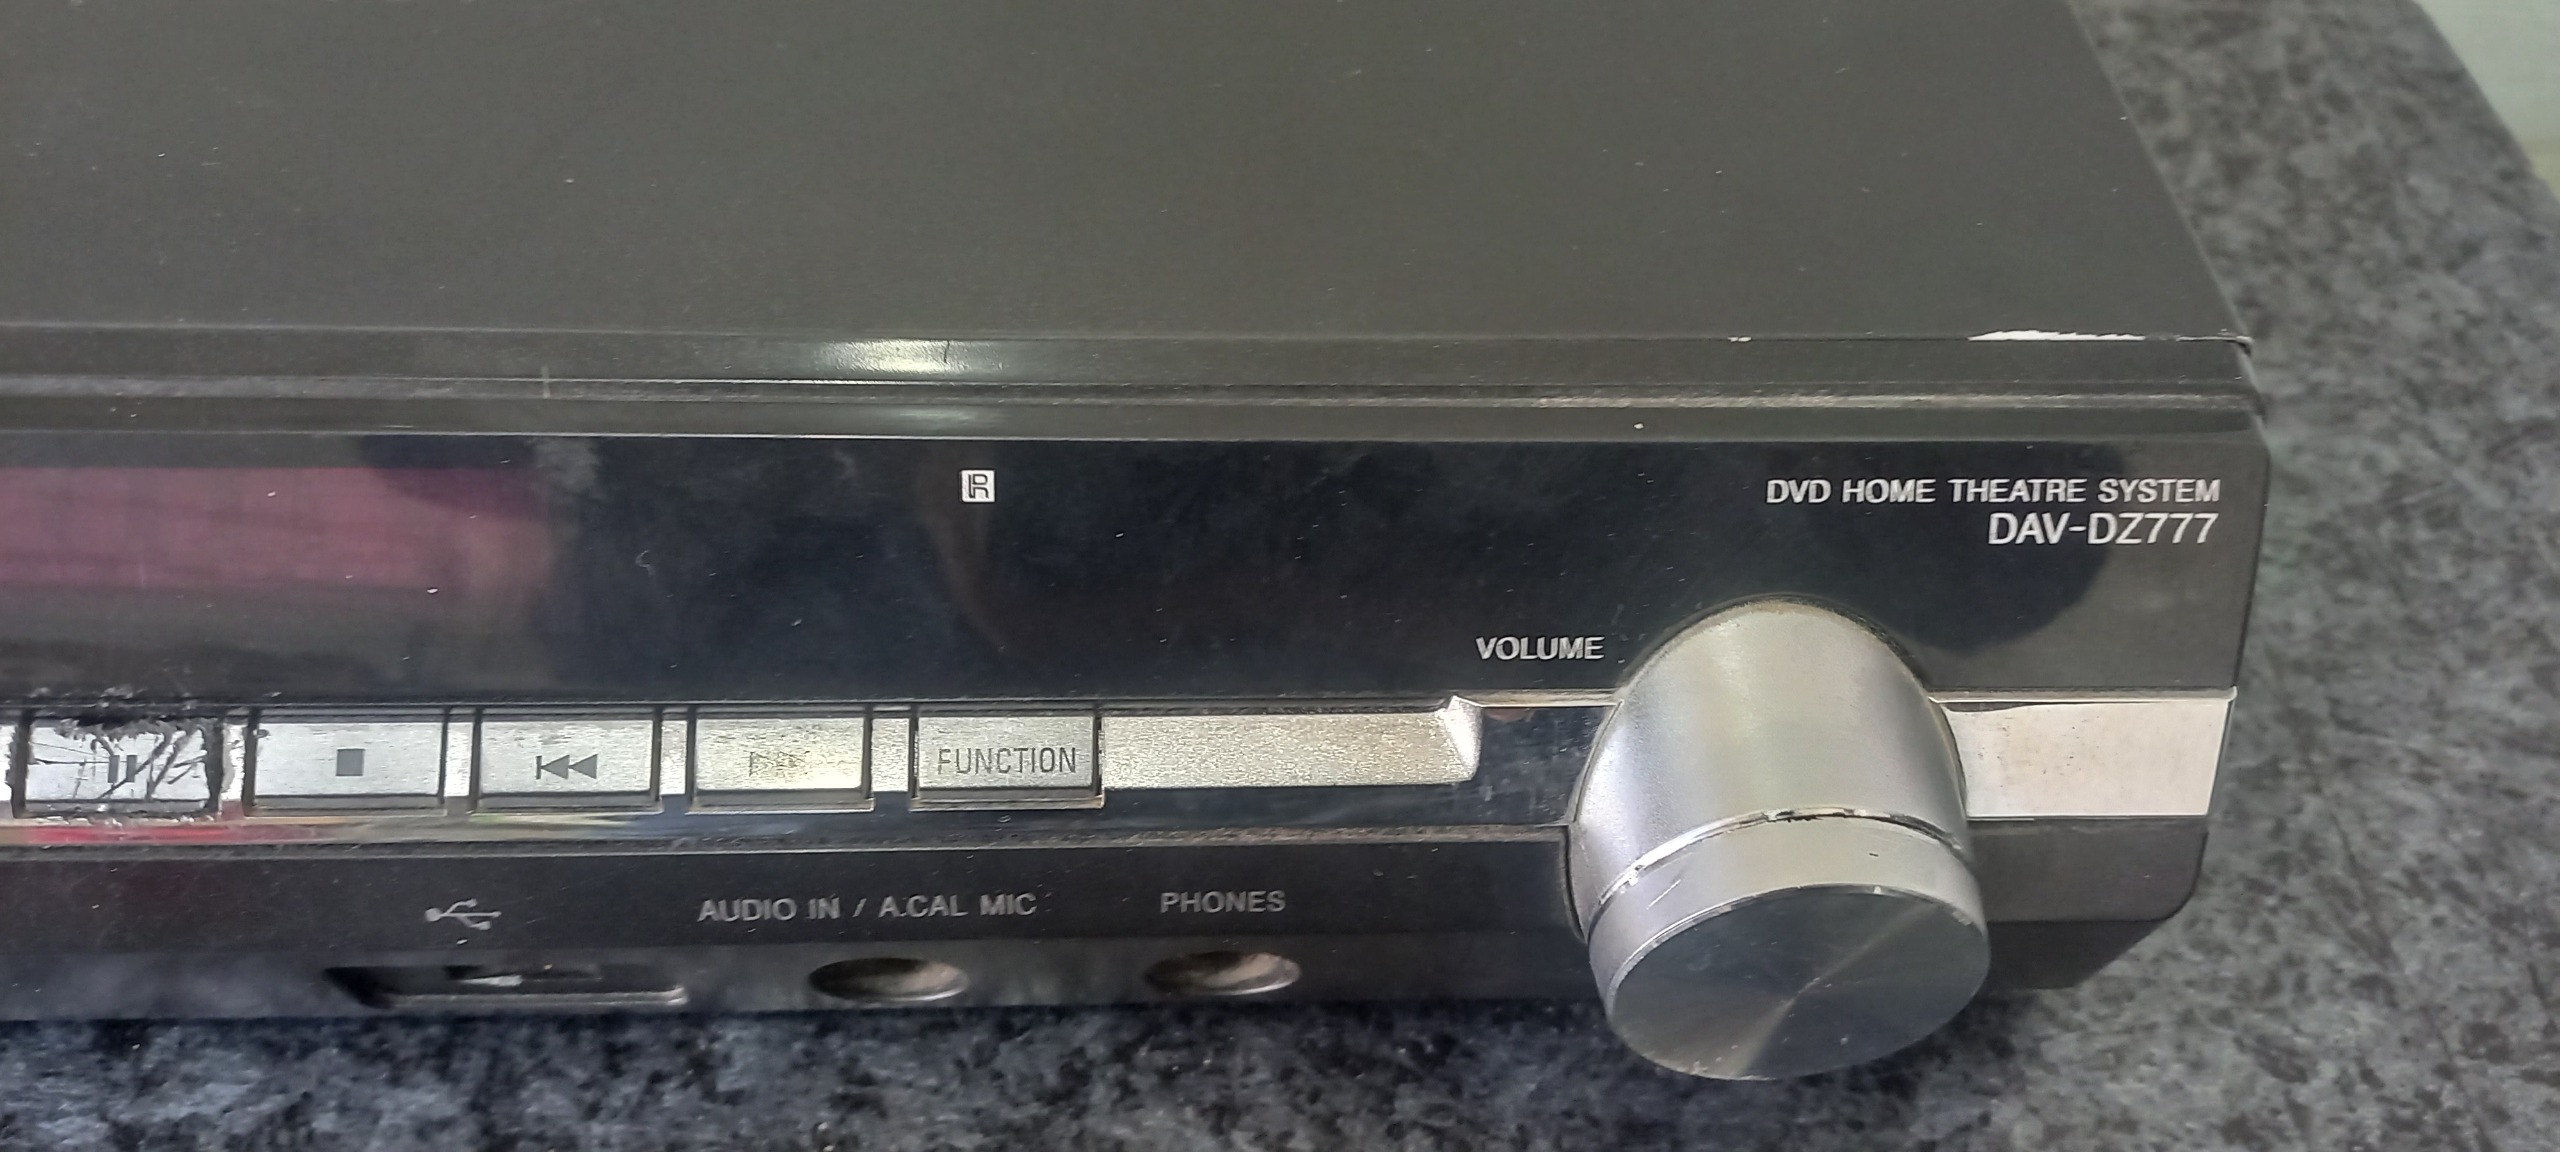 DVD HOME THEATRE SYSTEM
DAV-DZ777
VOLUME
FUNCTION
AUDIO IN / A.CAL MIC
PHONES